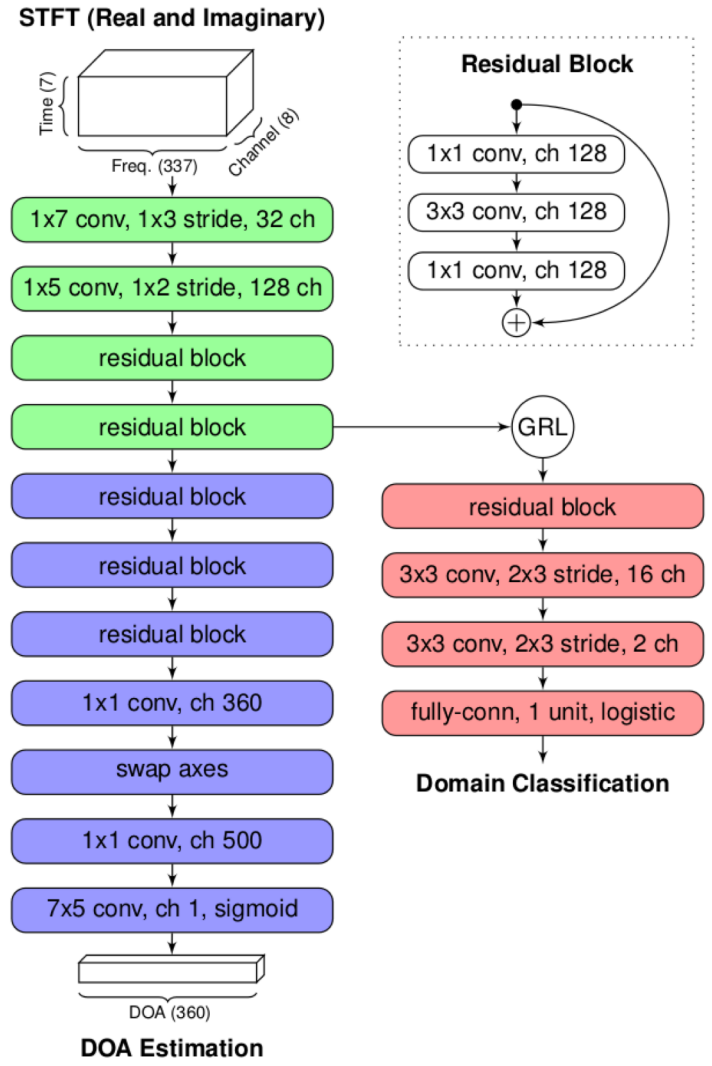 STFT (Real and Imaginary)
Time (7)
Freq. (337)
Channel (8)
1x7 conv, 1x3 stride, 32 ch
1x5 conv, 1x2 stride, 128 ch
residual block
residual block
residual block
residual block
residual block
1x1 conv, ch 360
swap axes
1x1 conv, ch 500
7x5 conv, ch 1, sigmoid
DOA (360)
DOA Estimation
Residual Block
1x1 conv, ch 128
3x3 conv, ch 128
1x1 conv, ch 128
+
GRL
residual block
3x3 conv, 2x3 stride, 16 ch
3x3 conv, 2x3 stride, 2 ch
fully-conn, 1 unit, logistic
Domain Classification